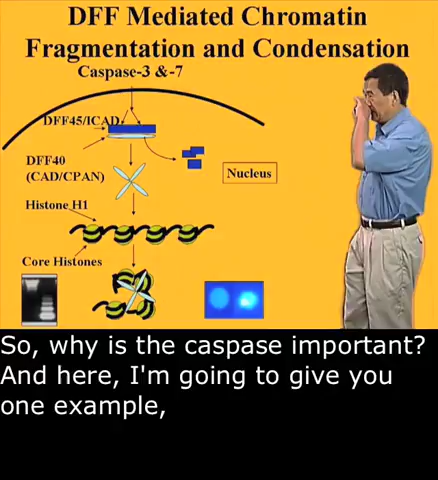 DFF Mediated Chromatin
Fragmentation and Condensation
Caspase-3 &-7
DFF45/ICAD
DFF40
(CAD/CPAN)
Nucleus
Histone H1
Core Histones
So, why is the caspase important?
And here, I'm going to give you
one example,